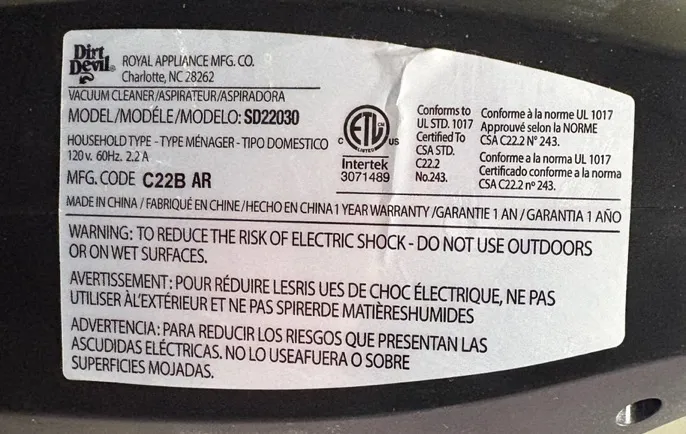 Dirt
Devil®
ROYAL APPLIANCE MFG. CO.
Charlotte, NC 28262
VACUUM CLEANER/ASPIRATEUR/ASPIRADORA
MODEL/MODÉLE/MODELO: SD22030
HOUSEHOLD TYPE - TYPE MÉNAGER - TIPO DOMESTICO
120 v. 60Hz. 2.2 A
MFG. CODE C22B AR
C ETL US
LISTED
Intertek
3071489
Conforms to
UL STD. 1017
Certified To
CSA STD.
C22.2
No.243.
Conforme à la norme UL 1017
Approuvé selon la NORME
CSA C22.2 N° 243.
Conforme a la norma UL 1017
Certificado conforme a la norma
CSA C22.2 nº 243.
MADE IN CHINA / FABRIQUÉ EN CHINE/HECHO EN CHINA 1 YEAR WARRANTY /GARANTIE 1 AN / GARANTIA 1 AÑO
WARNING: TO REDUCE THE RISK OF ELECTRIC SHOCK - DO NOT USE OUTDOORS
OR ON WET SURFACES.
AVERTISSEMENT: POUR RÉDUIRE LESRIS UES DE CHOC ÉLECTRIQUE, NE PAS
UTILISER ÀL'EXTÉRIEUR ET NE PAS SPIRERDE MATIÈRESHUMIDES
ADVERTENCIA: PARA REDUCIR LOS RIESGOS QUE PRESENTAN LAS
ASCUDIDAS ELÉCTRICAS. NO LO USEAFUERA O SOBRE
SUPERFICIES MOJADAS.